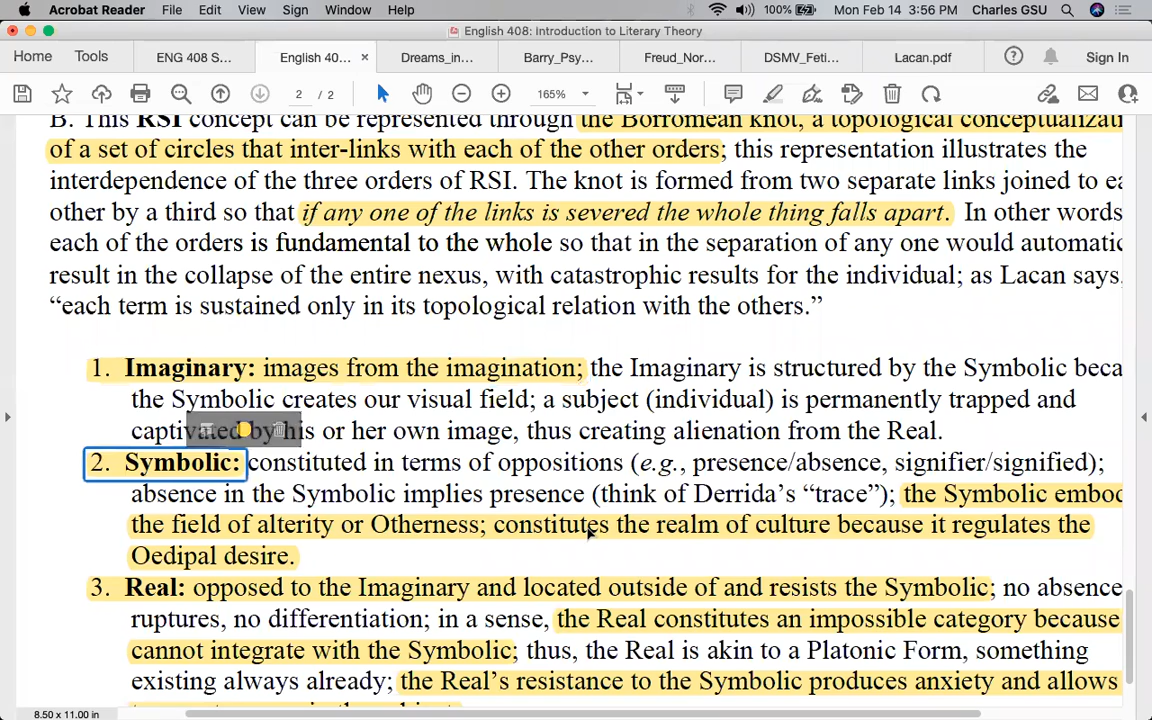 Acrobat Reader File Edit View Sign Window Help 100% Mon Feb 14 3:56 PM Charles GSU
English 408: Introduction to Literary Theory
Home Tools ENG 408 S... English 40... × Dreams_in... Barry_Psy... Freud_Nor... DSMV_Feti... Lacan.pdf Sign In
2 / 2 165%
B. This RSI concept can be represented through the Borromean knot, a topological conceptualizati
of a set of circles that inter-links with each of the other orders; this representation illustrates the
interdependence of the three orders of RSI. The knot is formed from two separate links joined to ea
other by a third so that if any one of the links is severed the whole thing falls apart. In other words
each of the orders is fundamental to the whole so that in the separation of any one would automatic
result in the collapse of the entire nexus, with catastrophic results for the individual; as Lacan says,
“each term is sustained only in its topological relation with the others.”
1. Imaginary: images from the imagination; the Imaginary is structured by the Symbolic beca
the Symbolic creates our visual field; a subject (individual) is permanently trapped and
captivated by his or her own image, thus creating alienation from the Real.
2. Symbolic: constituted in terms of oppositions (e.g., presence/absence, signifier/signified);
absence in the Symbolic implies presence (think of Derrida’s “trace”); the Symbolic emboc
the field of alterity or Otherness; constitutes the realm of culture because it regulates the
Oedipal desire.
3. Real: opposed to the Imaginary and located outside of and resists the Symbolic; no absence
ruptures, no differentiation; in a sense, the Real constitutes an impossible category because
cannot integrate with the Symbolic; thus, the Real is akin to a Platonic Form, something
existing always already; the Real’s resistance to the Symbolic produces anxiety and allows
8.50 x 11.00 in